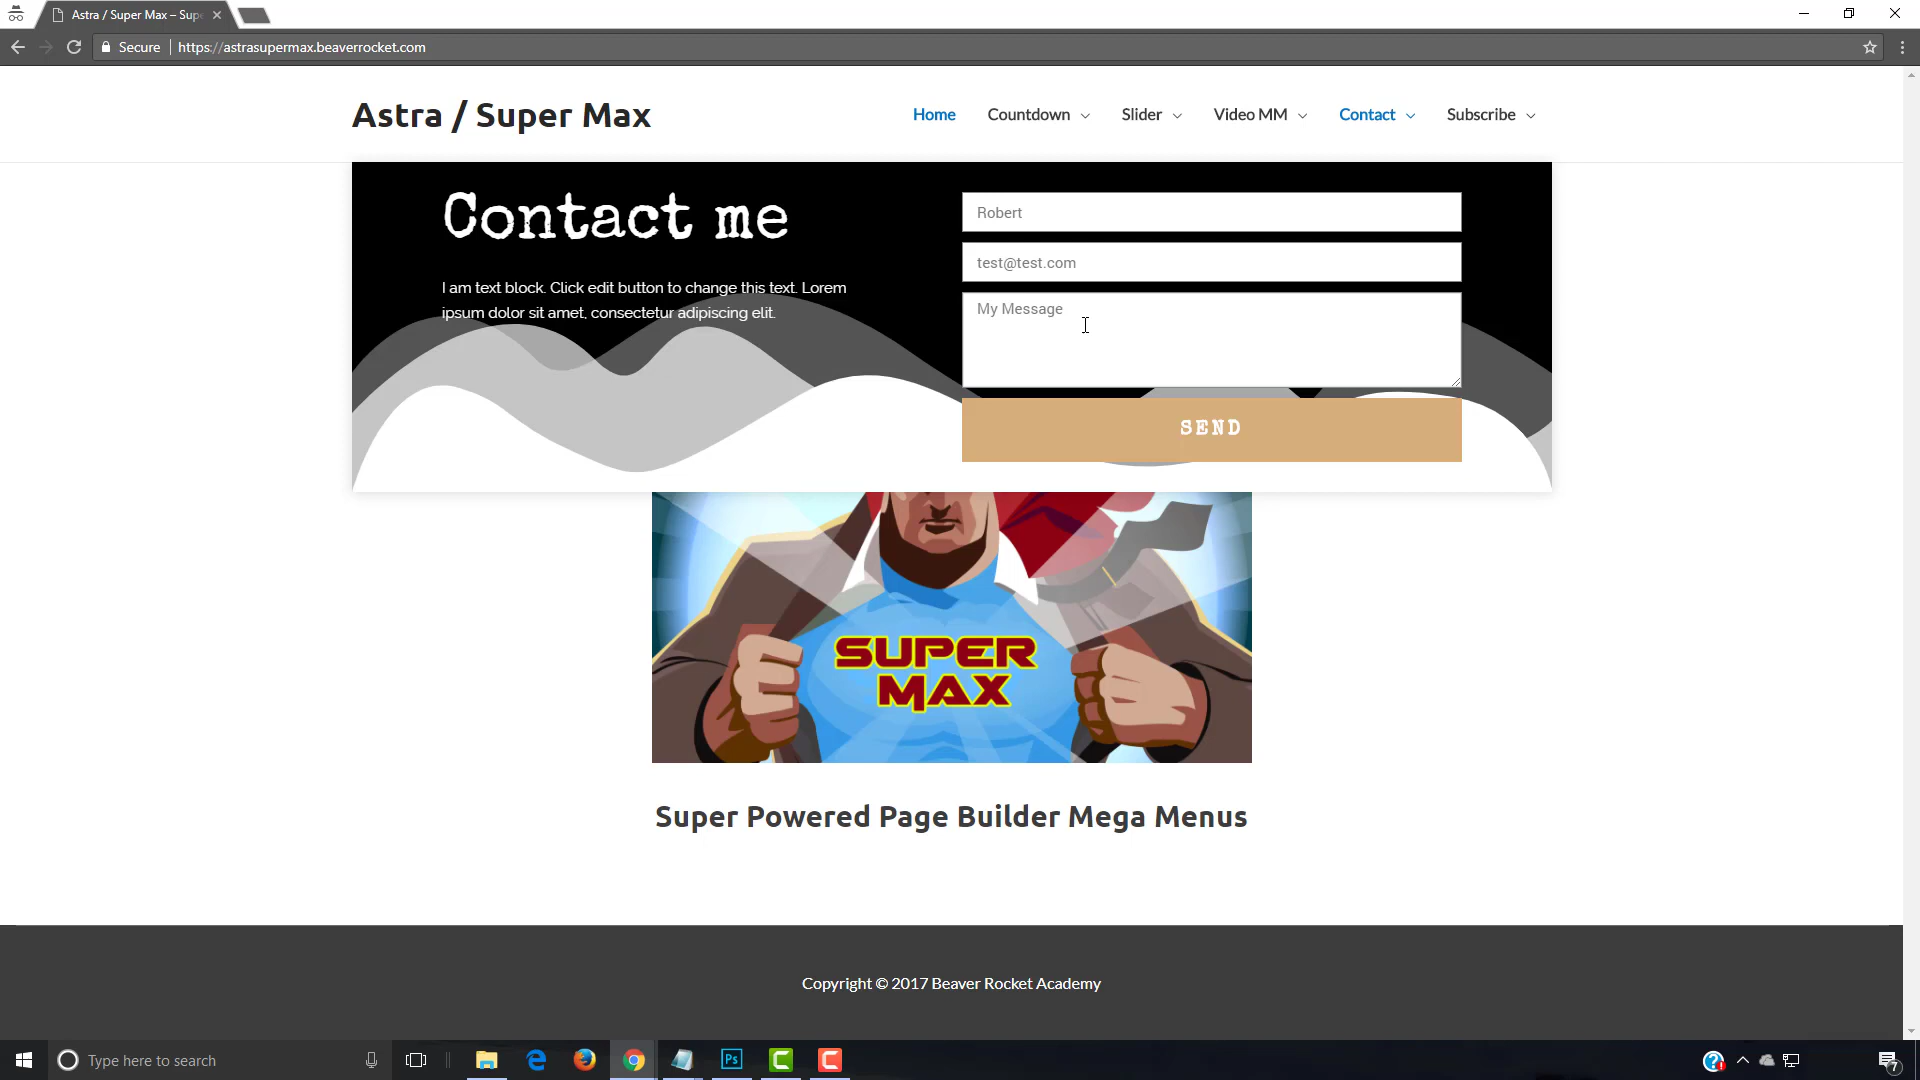 Astra / Super Max – Sup
Secure
https://astrasupermax.beaverrocket.com
Astra / Super Max
Home
Countdown
Slider
Video MM
Contact
Subscribe
Contact me
I am text block. Click edit button to change this text. Lorem
ipsum dolor sit amet, consectetur adipiscing elit.
Robert
test@test.com
My Message
SEND
SUPER
MAX
Super Powered Page Builder Mega Menus
Copyright © 2017 Beaver Rocket Academy
Type here to search
Ps
7